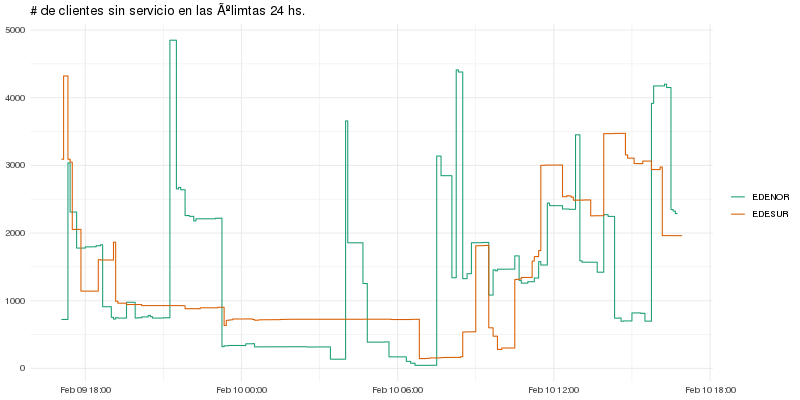 # de clientes sin servicio en las Ãºlimtas 24 hs.
5000
4000
3000
2000
1000
0
Feb 09 18:00
Feb 10 00:00
Feb 10 06:00
Feb 10 12:00
Feb 10 18:00
EDENOR
EDESUR